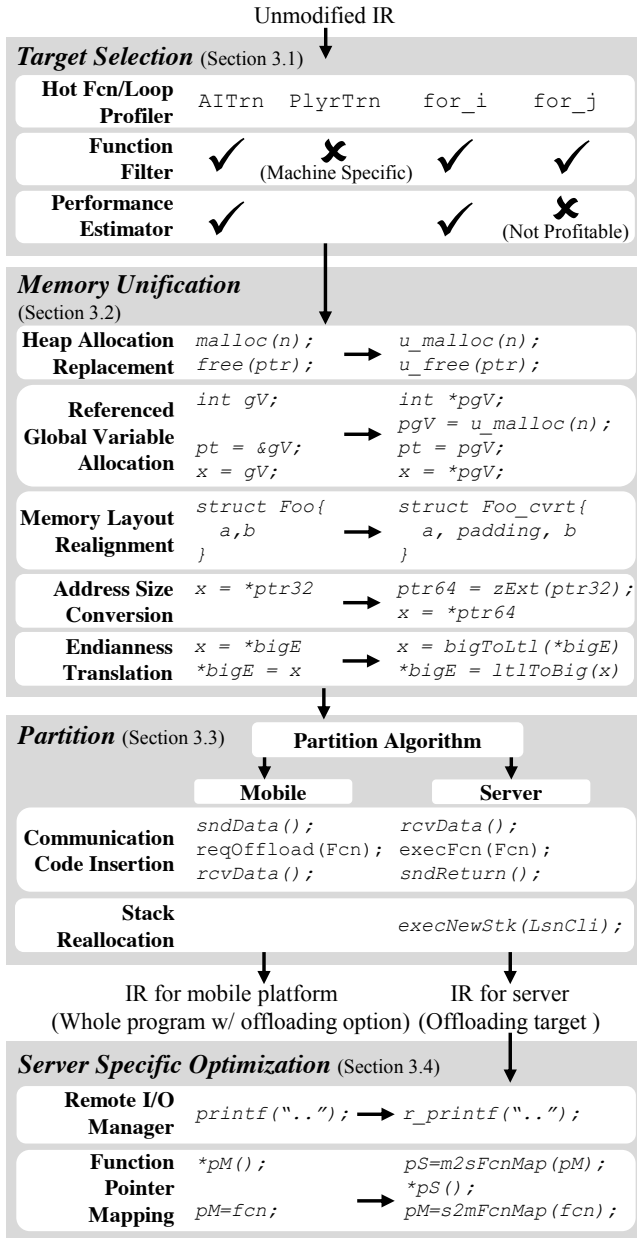 Unmodified IR
Target Selection (Section 3.1)
Hot Fcn/Loop Profiler AITrn PlyrTrn for_i for_j
Function Filter ✓ ✘ ✓ ✓
(Machine Specific)
Performance Estimator ✓ ✓ ✘
(Not Profitable)
Memory Unification
(Section 3.2)
Heap Allocation malloc(n); u_malloc(n);
Replacement free(ptr); u_free(ptr);
Referenced Global Variable Allocation
int gV; int *pgV;
pgV = u_malloc(n);
pt = &gV; pt = pgV;
x = gV; x = *pgV;
Memory Layout Realignment
struct Foo{ struct Foo_cvrt{
a,b a, padding, b
} }
Address Size x = *ptr32 ptr64 = zExt(ptr32);
Conversion x = *ptr64
Endianness x = *bigE x = bigToLtl(*bigE)
Translation *bigE = x *bigE = ltlToBig(x)
Partition (Section 3.3) Partition Algorithm
Mobile Server
Communication Code Insertion
sndData(); rcvData();
reqOffload(Fcn); execFcn(Fcn);
rcvData(); sndReturn();
Stack Reallocation execNewStk(LsnCli);
IR for mobile platform IR for server
(Whole program w/ offloading option) (Offloading target )
Server Specific Optimization (Section 3.4)
Remote I/O Manager printf(“..”); r_printf(“..”);
Function Pointer Mapping
*pM(); pS=m2sFcnMap(pM);
*pS();
pM=fcn; pM=s2mFcnMap(fcn);